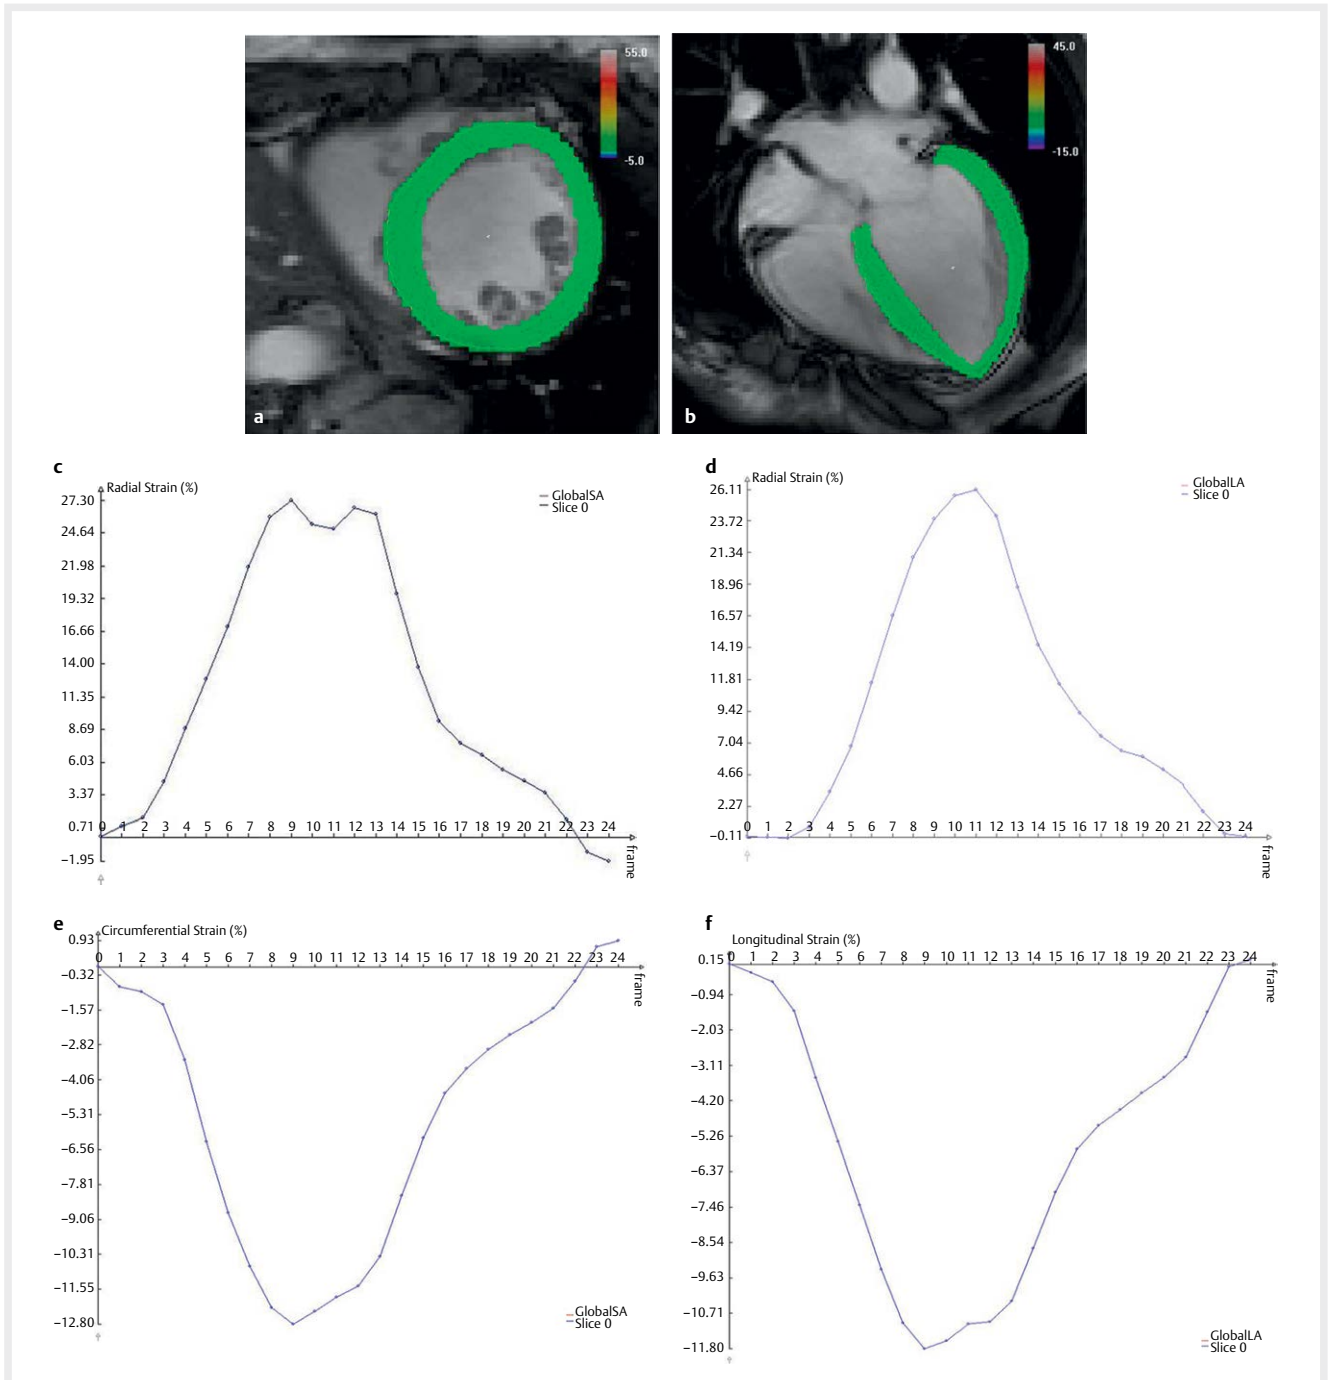 55.0
-5.0
a
45.0
-15.0
b
c
Radial Strain (%)
GlobalSA
Slice 0
27.30
24.64
21.98
19.32
16.66
14.00
11.35
8.69
6.03
3.37
0.71
−1.95
0 1 2 3 4 5 6 7 8 9 10 11 12 13 14 15 16 17 18 19 20 21 22 23 24
frame
d
Radial Strain (%)
GlobalLA
Slice 0
26.11
23.72
21.34
18.96
16.57
14.19
11.81
9.42
7.04
4.66
2.27
−0.11
0 1 2 3 4 5 6 7 8 9 10 11 12 13 14 15 16 17 18 19 20 21 22 23 24
frame
e
Circumferential Strain (%)
0.93
−0.32
−1.57
−2.82
−4.06
−5.31
−6.56
−7.81
−9.06
−10.31
−11.55
−12.80
0 1 2 3 4 5 6 7 8 9 10 11 12 13 14 15 16 17 18 19 20 21 22 23 24
frame
GlobalSA
Slice 0
f
Longitudinal Strain (%)
0.15
−0.94
−2.03
−3.11
−4.20
−5.26
−6.37
−7.46
−8.54
−9.63
−10.71
−11.80
0 1 2 3 4 5 6 7 8 9 10 11 12 13 14 15 16 17 18 19 20 21 22 23 24
frame
GlobalLA
Slice 0